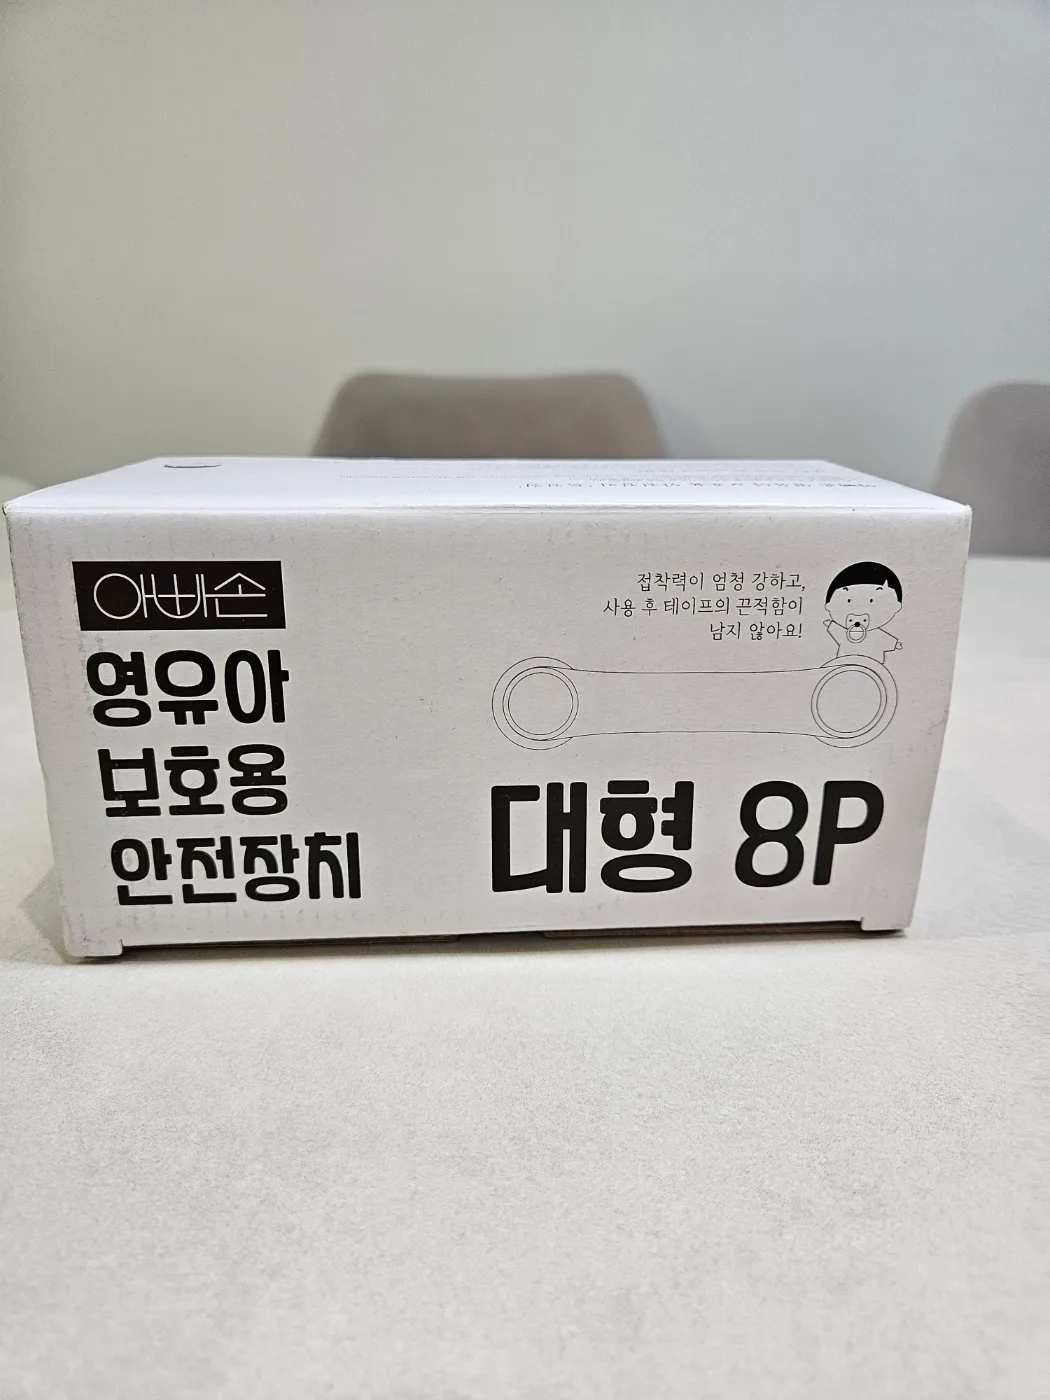 아빠손
영유아
보호용
안전장치
접착력이 엄청 강하고,
사용 후 테이프의 끈적함이
남지 않아요!
대형 8P